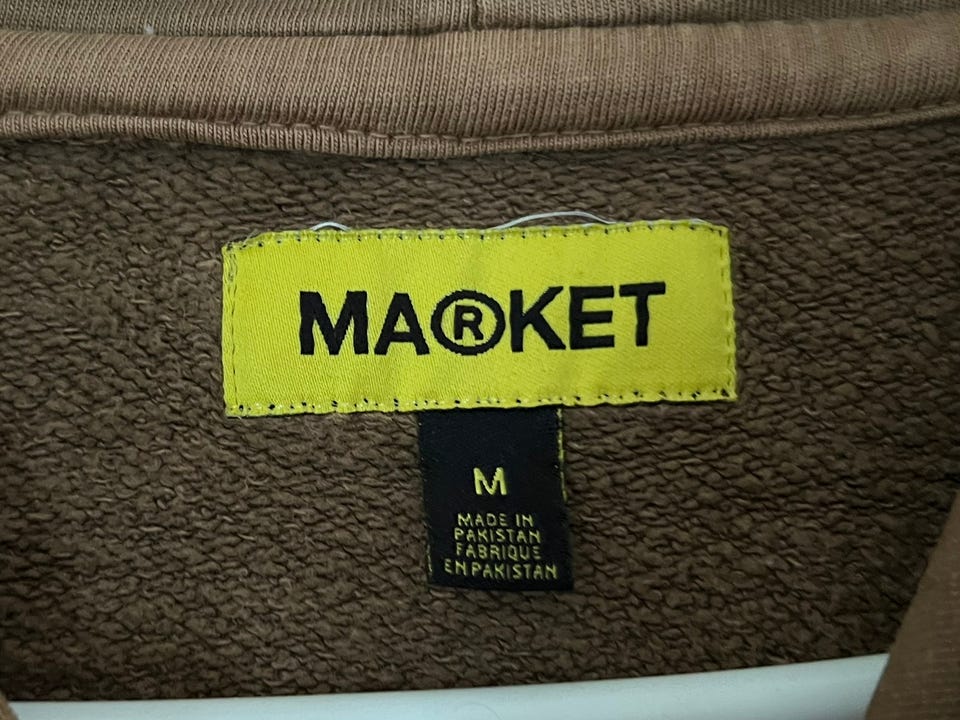 MA®KET
M
MADE IN
PAKISTAN
FABRIQUE
EN PAKISTAN